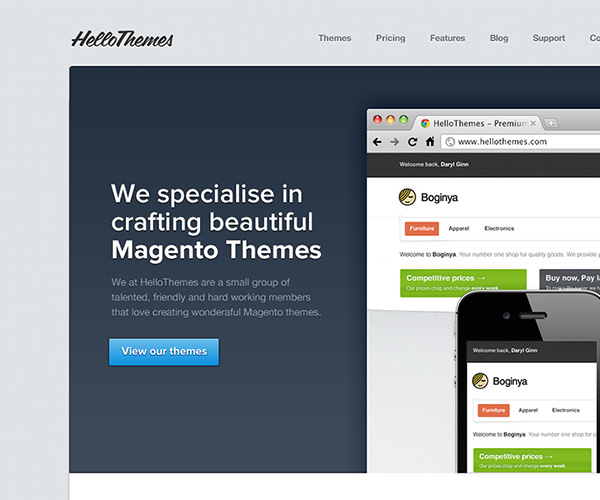 HelloThemes
Themes Pricing Features Blog Support Co
HelloThemes – Premium
www.hellothemes.com
Welcome back, Daryl Ginn
Boginya
Furniture Apparel Electronics
Welcome to Boginya. Your number one shop for quality goods. We provide y
Competitive prices →
Our prices chop and change every week
Buy now, Pay la
We specialise in
crafting beautiful
Magento Themes
We at HelloThemes are a small group of
talented, friendly and hard working members
that love creating wonderaful Magento themes.
View our themes
Welcome back, Daryl Ginn
Boginya
Furniture Apparel Electronics
Welcome to Boginya. Your number one shop for c
Competitive prices →
Our prices chop and change every week